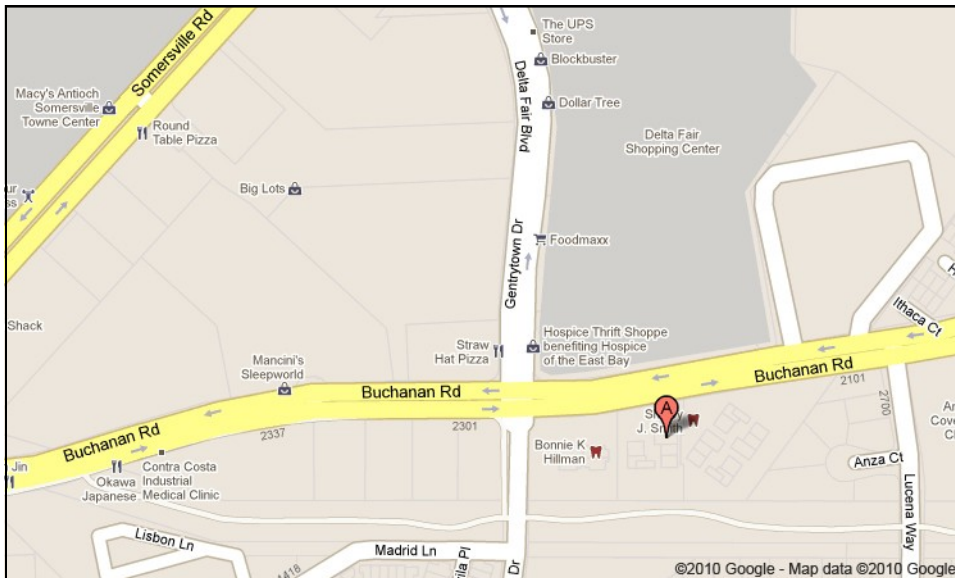 Somersville Rd
Macy's Antioch
Somersville
Towne Center
Round
Table Pizza
The UPS
Store
Blockbuster
Delta Fair Blvd
Dollar Tree
Delta Fair
Shopping Center
Big Lots
Gentrytown Dr
Foodmaxx
Ithaca Ct
Shack
Straw
Hat Pizza
Hospice Thrift Shoppe
benefiting Hospice
of the East Bay
Mancini's
Sleepworld
Buchanan Rd
Buchanan Rd
2101
2700
A
J. Smith
2337
2301
Buchanan Rd
Bonnie K
Hillman
Jin
Okawa
Japanese
Contra Costa
Industrial
Medical Clinic
Anza Ct
Lucena Way
Lisbon Ln
Madrid Ln
1418
Pl
Dr
©2010 Google - Map data ©2010 Google